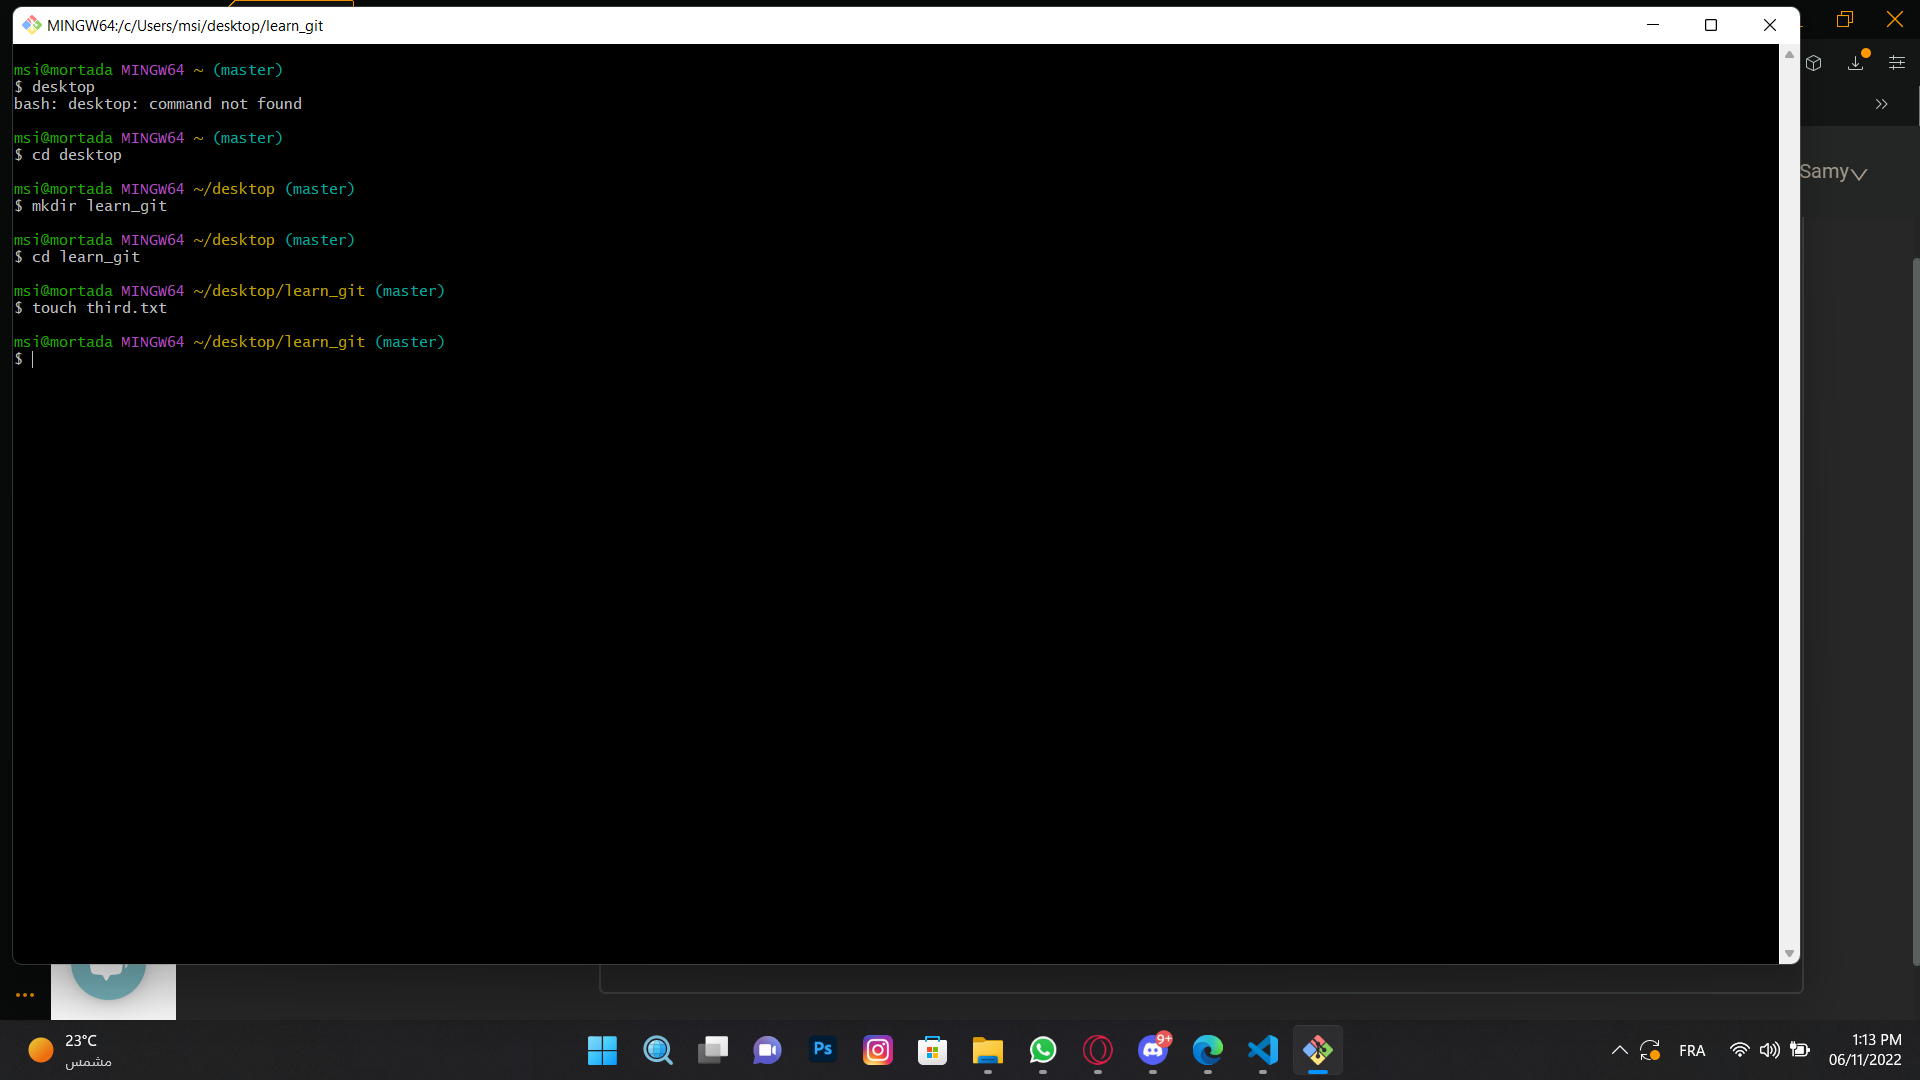 MINGW64:/c/Users/msi/desktop/learn_git
msi@mortada MINGW64 ~ (master)
$ desktop
bash: desktop: command not found
msi@mortada MINGW64 ~ (master)
$ cd desktop
msi@mortada MINGW64 ~/desktop (master)
$ mkdir learn_git
msi@mortada MINGW64 ~/desktop (master)
$ cd learn_git
msi@mortada MINGW64 ~/desktop/learn_git (master)
$ touch third.txt
msi@mortada MINGW64 ~/desktop/learn_git (master)
$
Samy
23°C
مشمس
Ps
9+
FRA
1:13 PM
06/11/2022